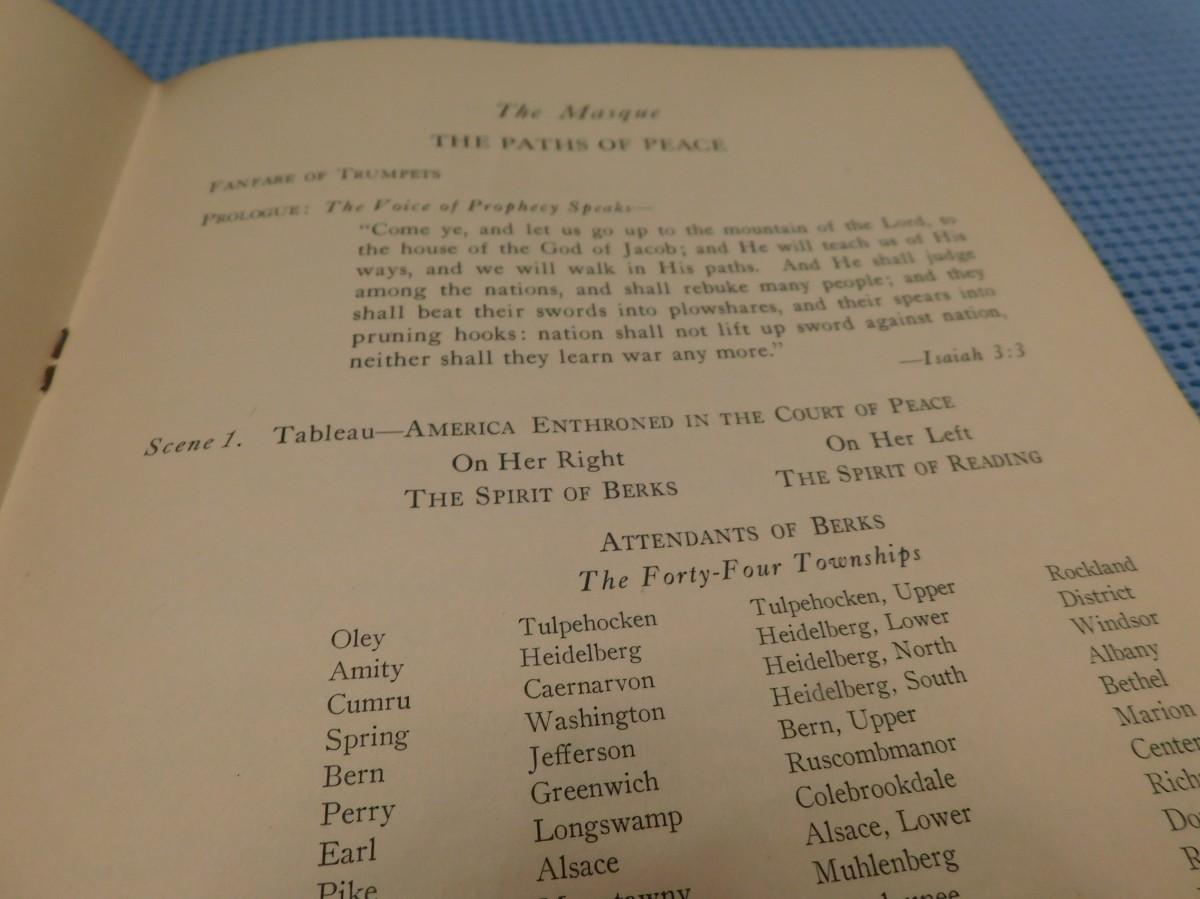 The Masque
THE PATHS OF PEACE
FANFARE OF TRUMPETS
PROLOGUE: The Voice of Prophecy Speaks—
"Come ye, and let us go up to the mountain of the Lord, to
the house of the God of Jacob; and He will teach us of His
ways, and we will walk in His paths. And He shall judge
among the nations, and shall rebuke many people; and they
shall beat their swords into plowshares, and their spears into
pruning hooks: nation shall not lift up sword against nation,
neither shall they learn war any more."
—Isaiah 3:3
Scene 1. Tableau—AMERICA ENTHRONED IN THE COURT OF PEACE
On Her Right On Her Left
THE SPIRIT OF BERKS THE SPIRIT OF READING
ATTENDANTS OF BERKS
The Forty-Four Townships
Oley Tulpehocken Tulpehocken, Upper Rockland
Amity Heidelberg Heidelberg, Lower District
Cumru Caernarvon Heidelberg, North Windsor
Spring Washington Heidelberg, South Albany
Bern Jefferson Bern, Upper Bethel
Perry Greenwich Ruscombmanor Marion
Earl Longswamp Colebrookdale Center
Pike Alsace Alsace, Lower
Muhlenberg